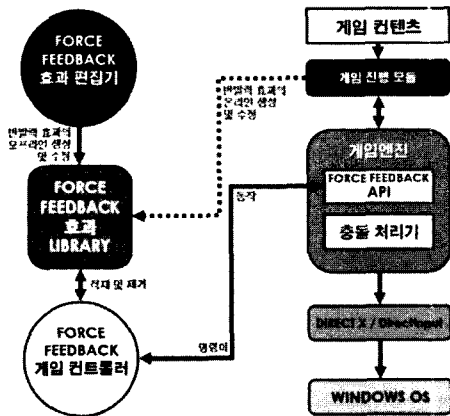 FORCE
FEEDBACK
효과 편집기
반발력 효과의
오프라인 생성
및 수정
FORCE
FEEDBACK
효과
LIBRARY
적재 및 제거
FORCE
FEEDBACK
게임 컨트롤러
반발력 효과의
온라인 생성
및 수정
동작
명령어
게임 컨텐츠
게임 진행 모듈
게임엔진
FORCE FEEDBACK
API
충돌 처리기
DIRECT X / DirectInput
WINDOWS OS